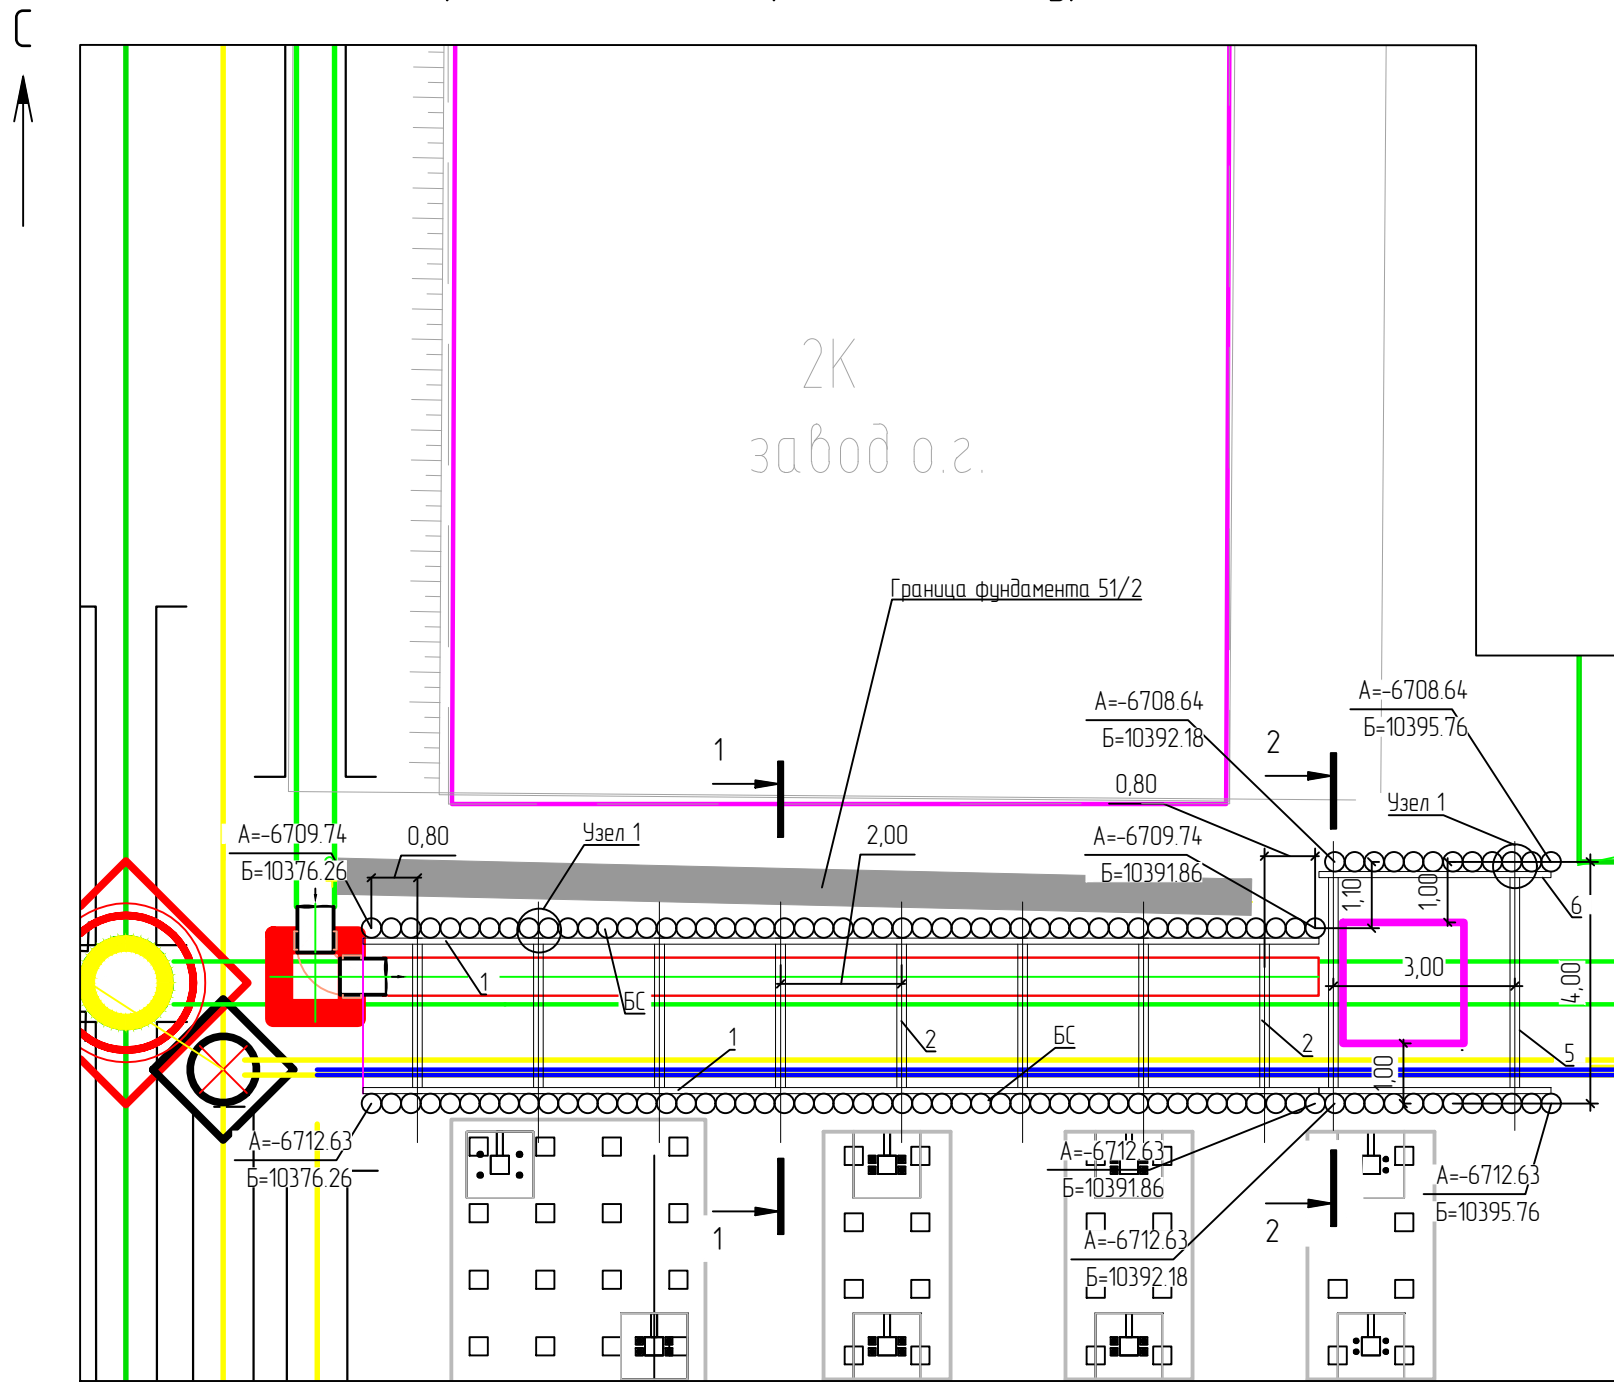 С
2К
завод о.г.
Граница фундамента 51/2
А=-6708.64
Б=10392.18
А=-6708.64
Б=10395.76
1
2
0,80
Узел 1
А=-6709.74
Б=10376.26
0,80
Узел 1
2,00
А=-6709.74
Б=10391.86
1,10
1,00
6
1
3,00
4,00
БС
1
2
БС
2
5
1,00
А=-6712.63
Б=10376.26
А=-6712.63
Б=10391.86
А=-6712.63
Б=10395.76
1
2
А=-6712.63
Б=10392.18